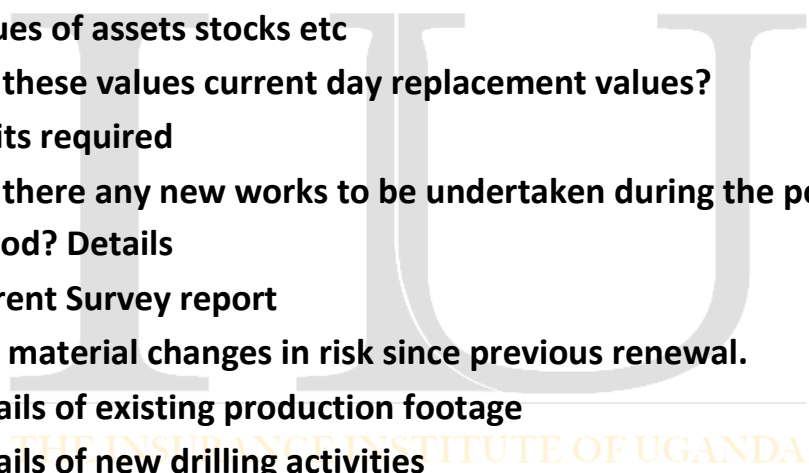 ues of assets stocks etc
these values current day replacement values?
its required
there any new works to be undertaken during the pe
od? Details
rent Survey report
material changes in risk since previous renewal.
ails of existing production footage
THE INSURANCE INSTITUTE OF UGANDA
ails of new drilling activities
IU